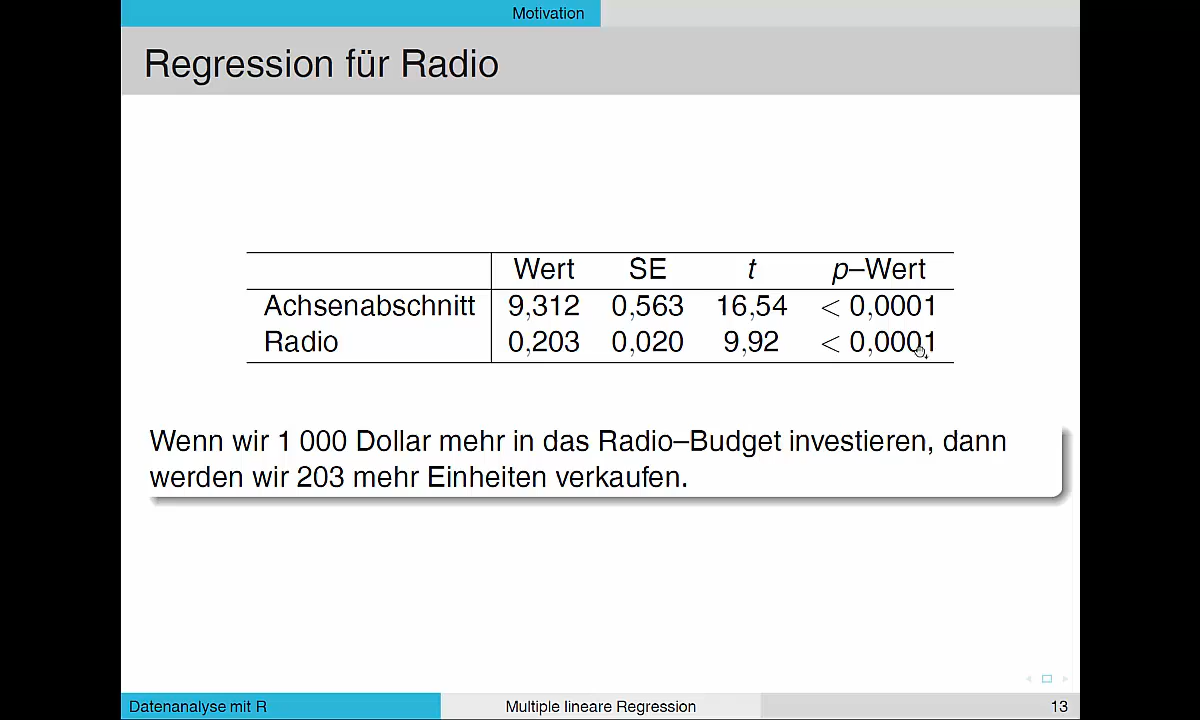 Motivation
Regression für Radio
Wert SE t p–Wert
Achsenabschnitt 9,312 0,563 16,54 < 0,0001
Radio 0,203 0,020 9,92 < 0,0001
Wenn wir 1 000 Dollar mehr in das Radio–Budget investieren, dann
werden wir 203 mehr Einheiten verkaufen.
Datenanalyse mit R Multiple lineare Regression 13